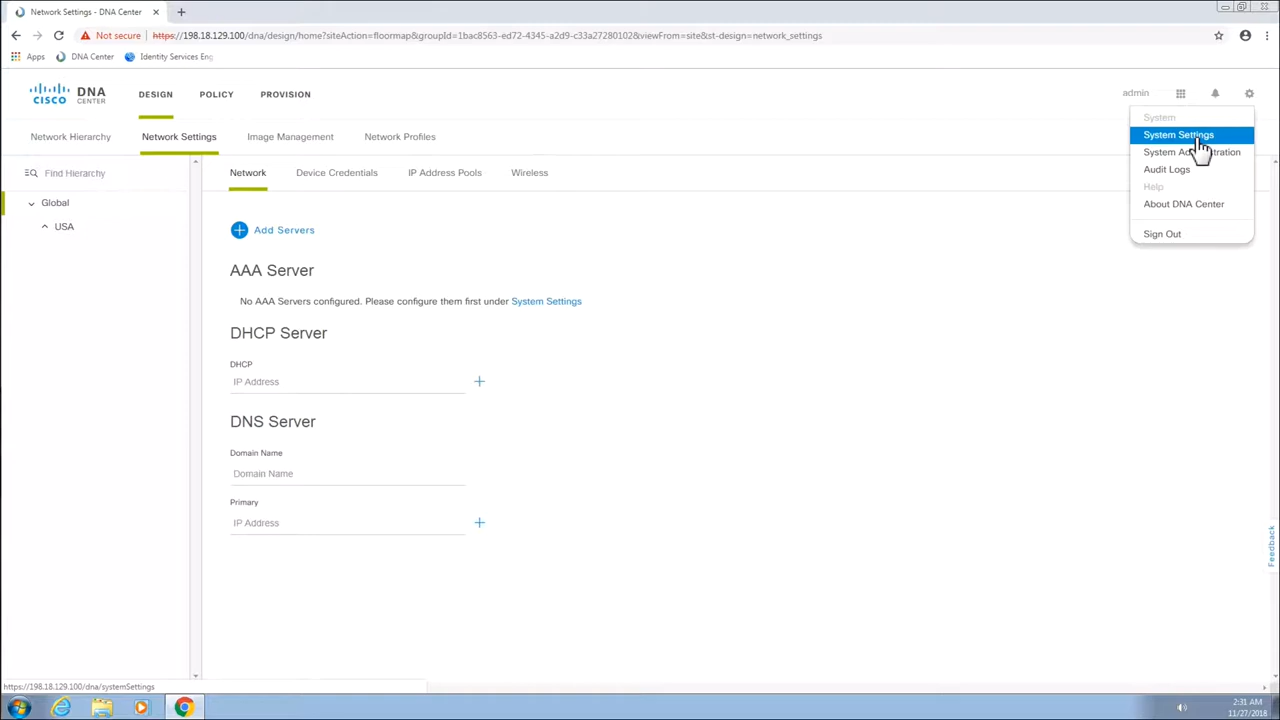 Network Settings - DNA Center
Not secure https://198.18.129.100/dna/design/home?siteAction=floormap&groupId=1bac8563-ed72-4345-a2d9-c33a27280102&viewFrom=site&st-design=network_settings
Apps DNA Center Identity Services Eng
CISCO DNA CENTER DESIGN POLICY PROVISION admin
System
System Settings
System Administration
Audit Logs
Help
About DNA Center
Sign Out
Network Hierarchy Network Settings Image Management Network Profiles
Find Hierarchy
Global
USA
Network Device Credentials IP Address Pools Wireless
Add Servers
AAA Server
No AAA Servers configured. Please configure them first under System Settings
DHCP Server
DHCP
IP Address
DNS Server
Domain Name
Domain Name
Primary
IP Address
Feedback
https://198.18.129.100/dna/systemSettings
2:31 AM
11/27/2018